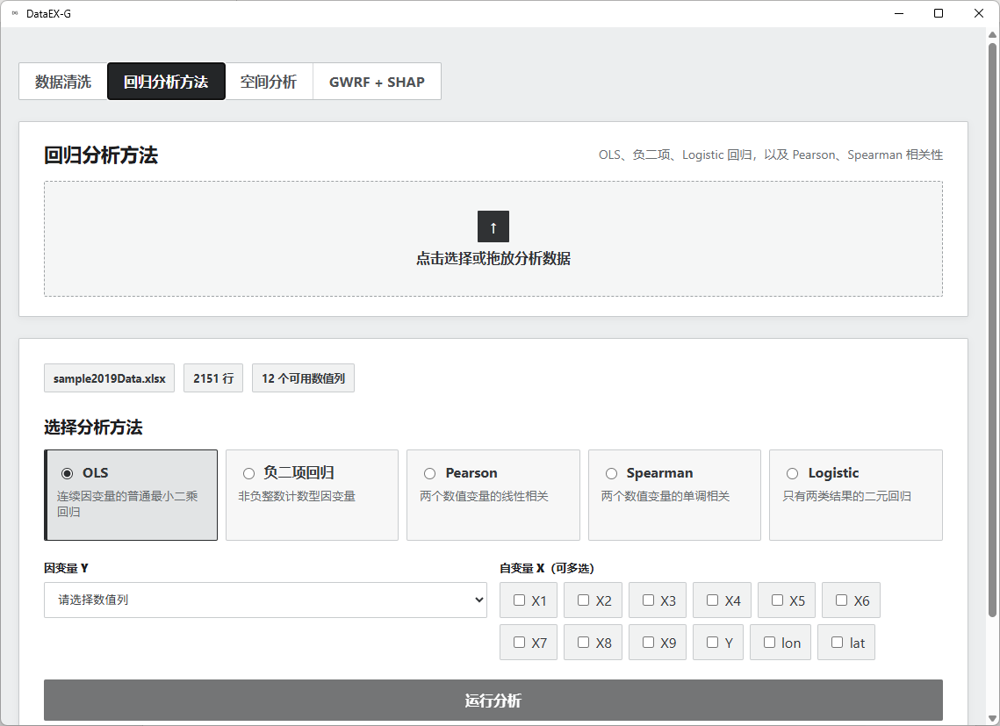 DataEX-G
数据清洗
回归分析方法
空间分析
GWRF + SHAP
回归分析方法
OLS、负二项、Logistic 回归，以及 Pearson、Spearman 相关性
↑
点击选择或拖放分析数据
sample2019Data.xlsx
2151 行
12 个可用数值列
选择分析方法
OLS
连续因变量的普通最小二乘
回归
负二项回归
非负整数计数型因变量
Pearson
两个数值变量的线性相关
Spearman
两个数值变量的单调相关
Logistic
只有两类结果的二元回归
因变量 Y
请选择数值列
自变量 X（可多选）
X1
X2
X3
X4
X5
X6
X7
X8
X9
Y
lon
lat
运行分析